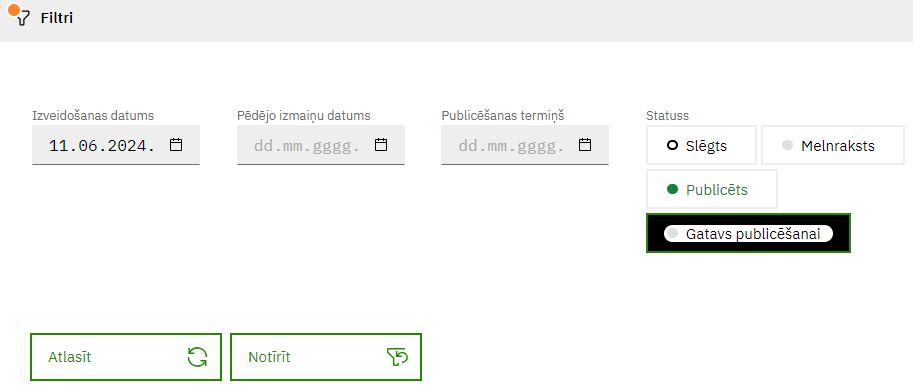 Filtri
Izveidošanas datums
Pēdējo izmaiņu datums
Publicēšanas termiņš
Statuss
11.06.2024.
dd.mm.gggg.
dd.mm.gggg.
Slēgts
Melnraksts
Publicēts
Gatavs publicēšanai
Atlasīt
Notīrīt